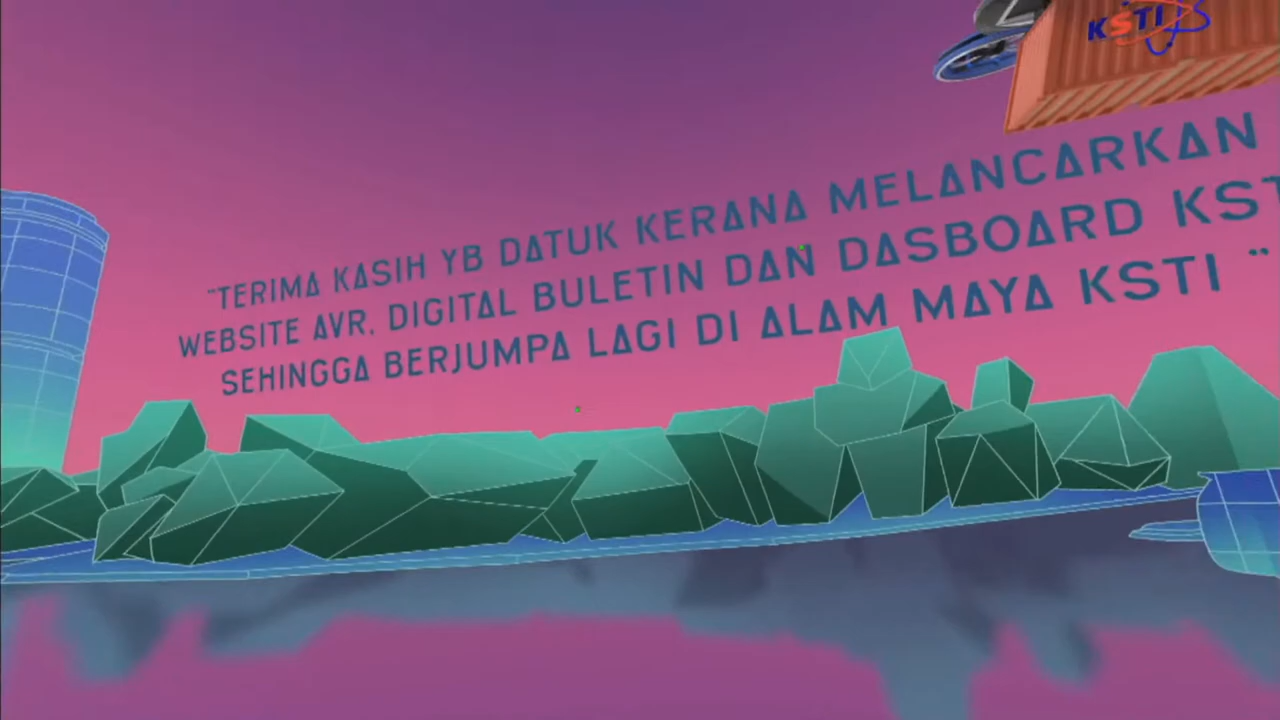 KSTI
"TERIMA KASIH YB DATUK KERANA MELANCARKAN
WEBSITE AVR, DIGITAL BULETIN DAN DASBOARD KST
SEHINGGA BERJUMPA LAGI DI ALAM MAYA KSTI "